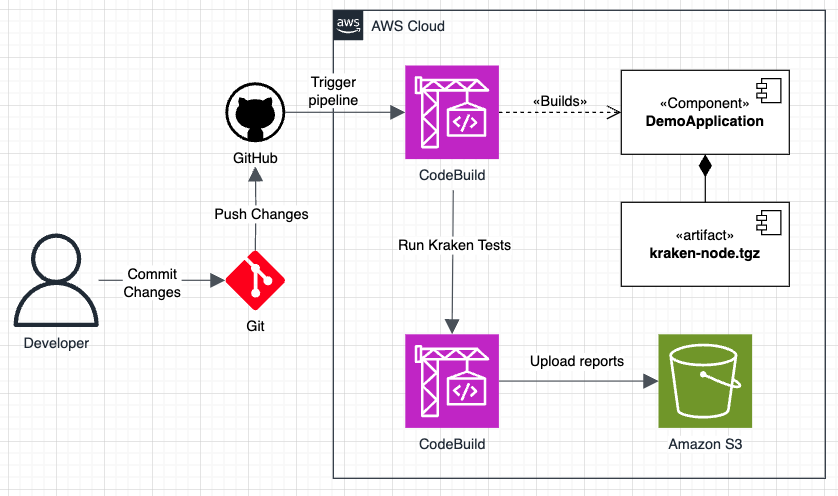 aws
AWS Cloud
Trigger
pipeline
«Builds»
«Component»
DemoApplication
GitHub
CodeBuild
Push Changes
Run Kraken Tests
«artifact»
kraken-node.tgz
Commit
Changes
Git
Developer
Upload reports
CodeBuild
Amazon S3